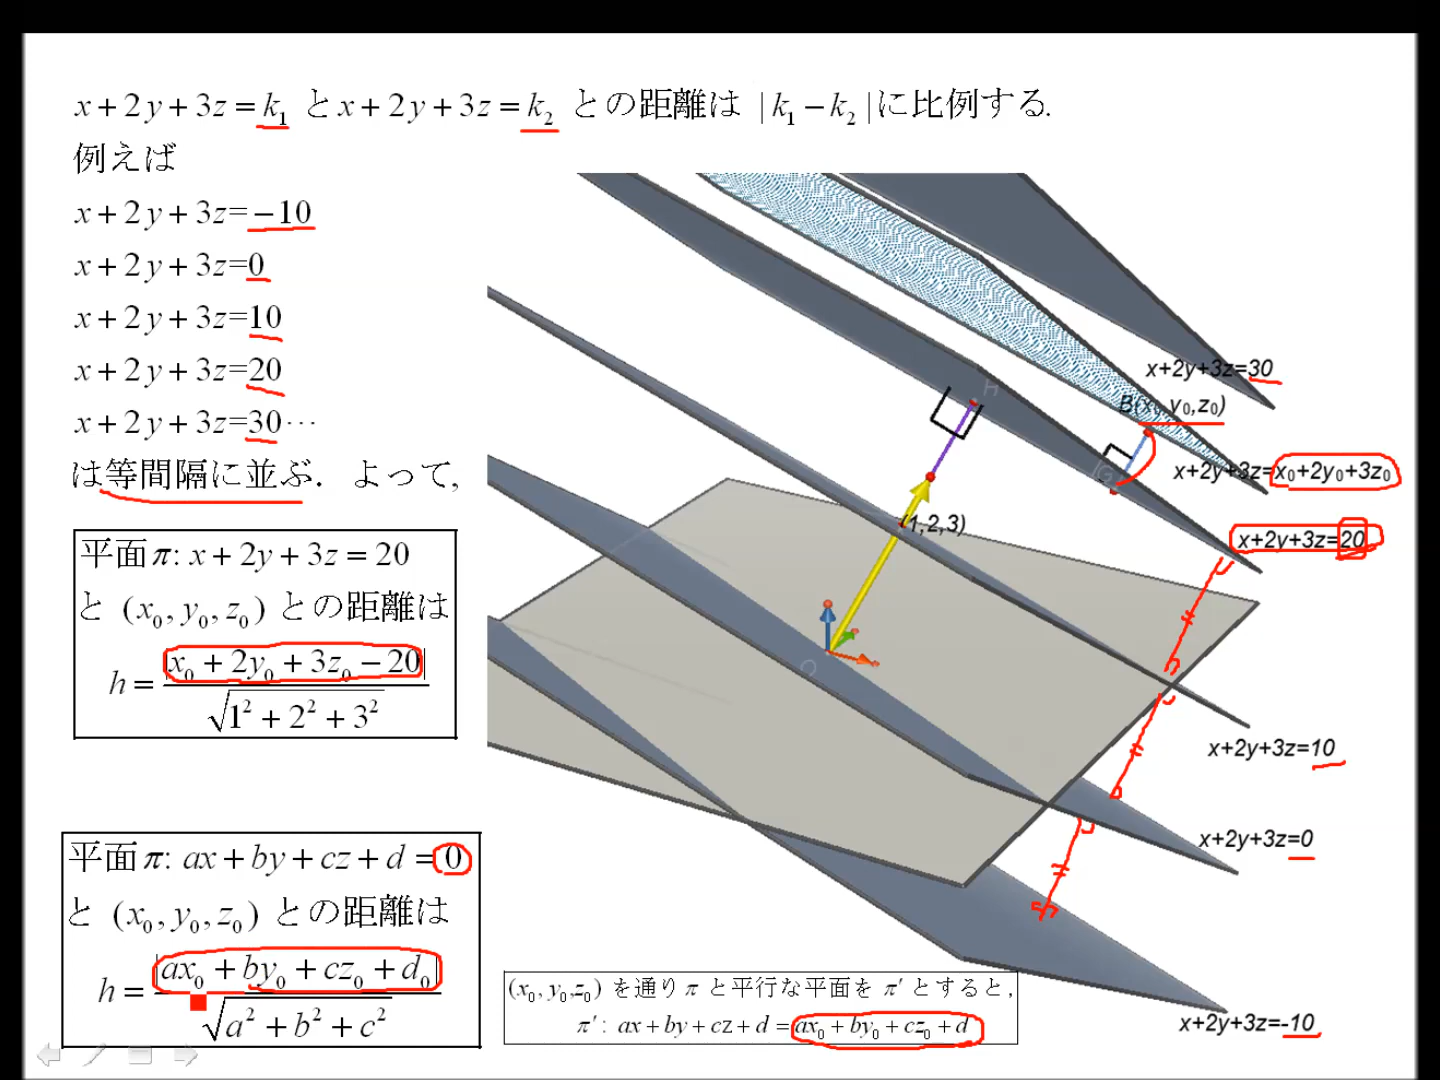 x+2y+3z=k₁とx+2y+3z=k₂との距離は|k₁−k₂|に比例する.
例えば
x+2y+3z=−10
x+2y+3z=0
x+2y+3z=10
x+2y+3z=20
x+2y+3z=30…
は等間隔に並ぶ. よって,
平面π: x+2y+3z=20
と (x₀, y₀, z₀) との距離は
h = |x₀+2y₀+3z₀−20| / √(1²+2²+3²)
平面π: ax+by+cz+d=0
と (x₀, y₀, z₀) との距離は
h = |ax₀+by₀+cz₀+d₀| / √(a²+b²+c²)
x+2y+3z=30
B(x₀, y₀,z₀)
x+2y+3z=x₀+2y₀+3z₀
x+2y+3z=20
H
G
(1,2,3)
O
x+2y+3z=10
x+2y+3z=0
x+2y+3z=-10
(x₀, y₀,z₀) を通りπと平行な平面をπ′とすると,
π′: ax+by+cz+d=ax₀+by₀+cz₀+d